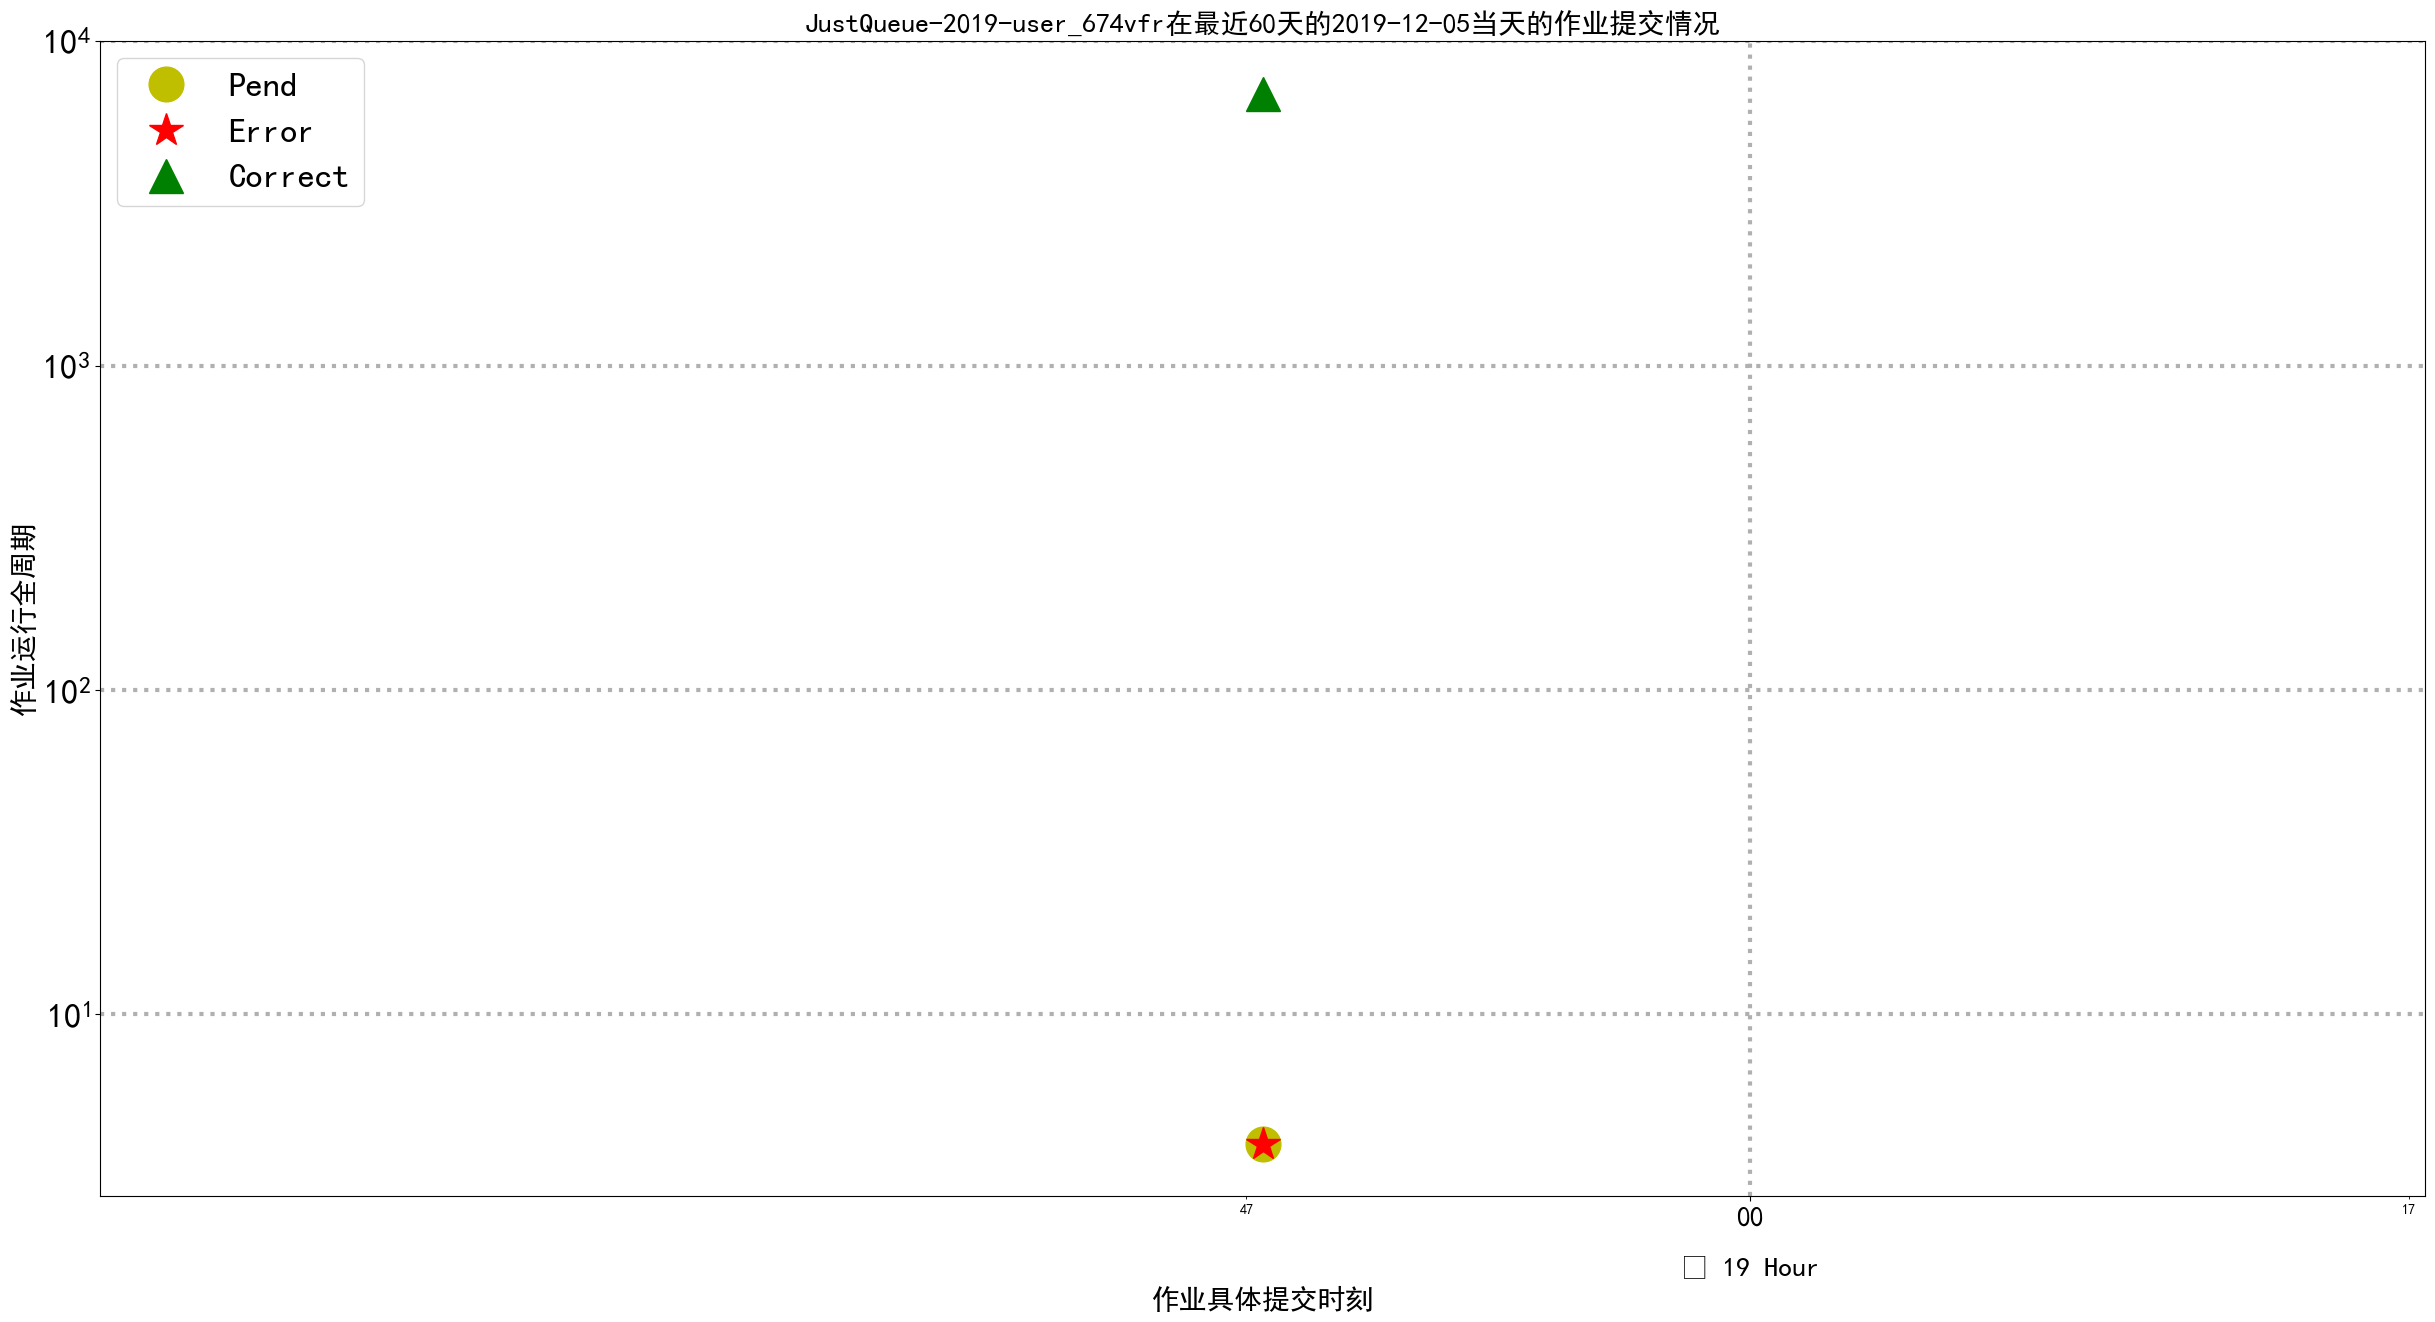 JustQueue-2019-user_674vfr在最近60天的2019-12-05当天的作业提交情况
Pend
Error
Correct
10⁴
10³
10²
10¹
作业运行全周期
47
00
17
□ 19 Hour
作业具体提交时刻